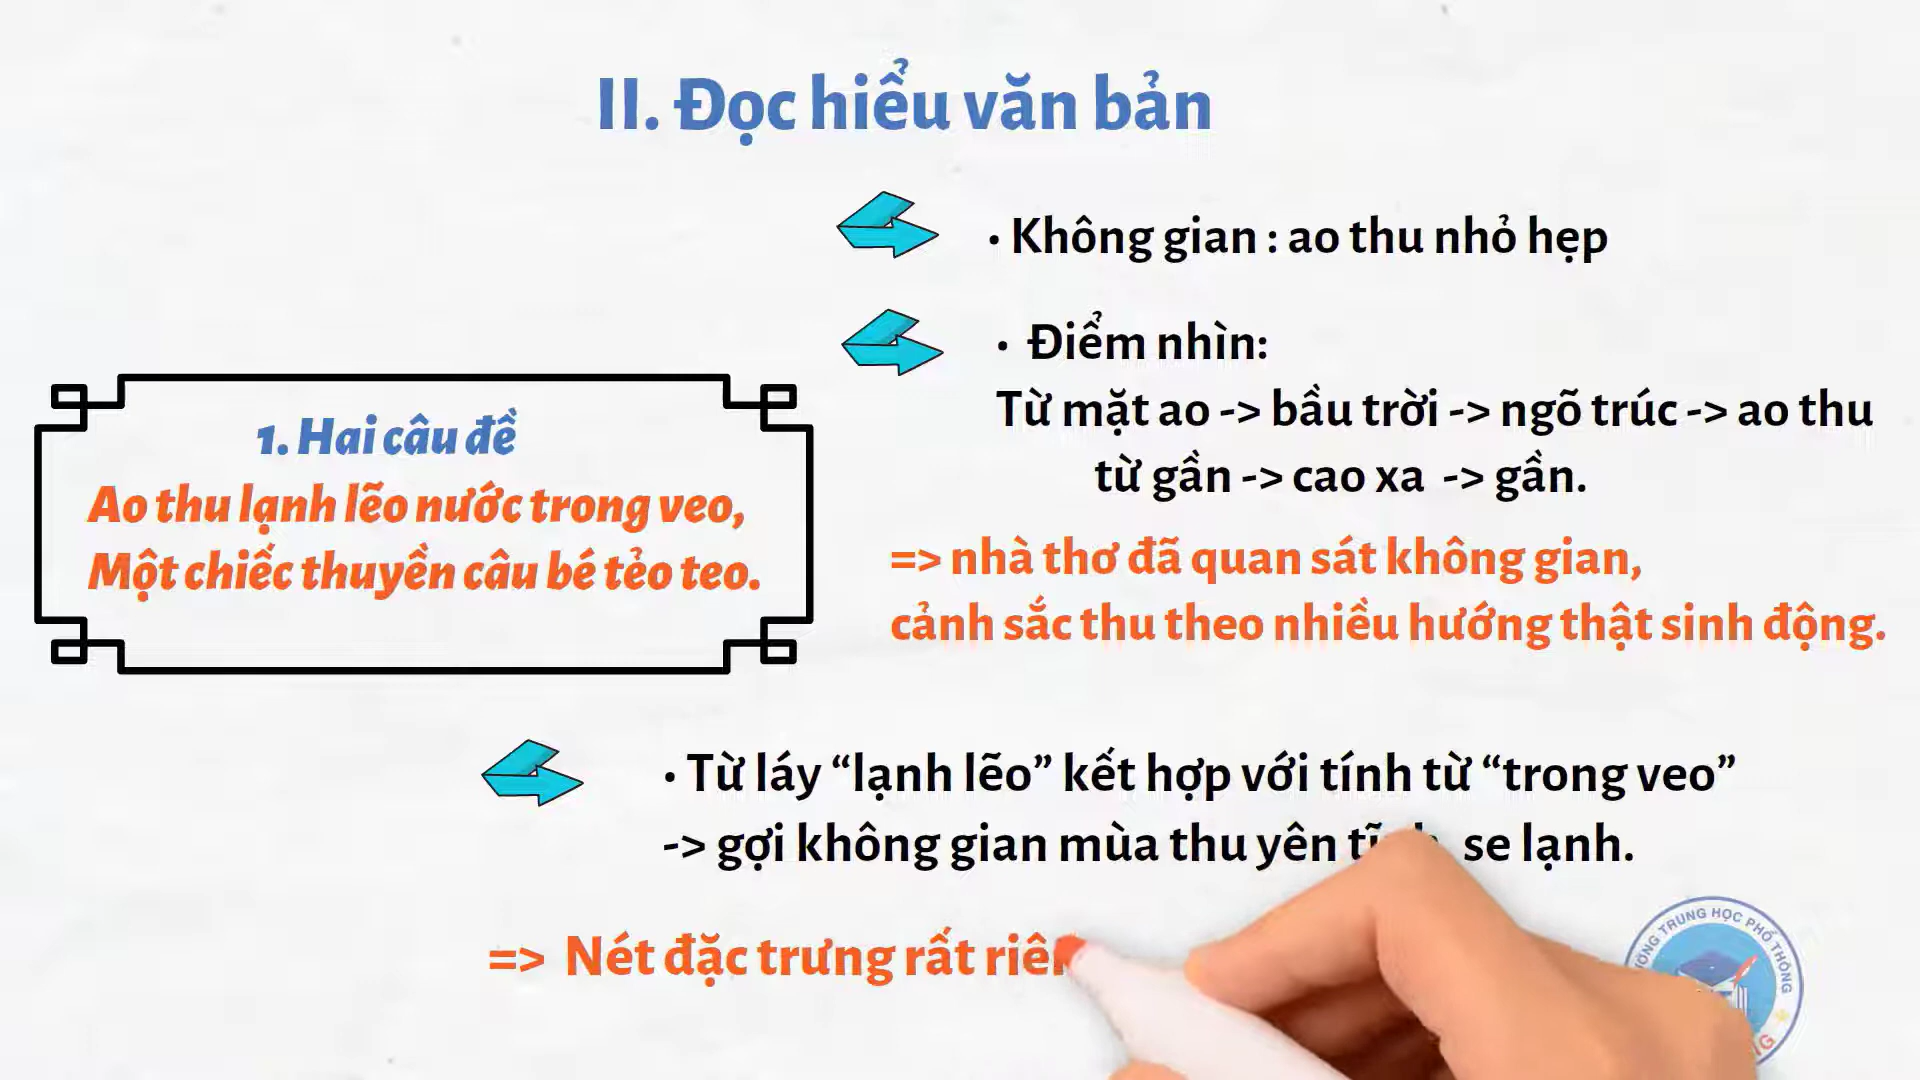 II. Đọc hiểu văn bản
• Không gian : ao thu nhỏ hẹp
• Điểm nhìn:
Từ mặt ao -> bầu trời -> ngõ trúc -> ao thu
từ gần -> cao xa -> gần.
=> nhà thơ đã quan sát không gian,
cảnh sắc thu theo nhiều hướng thật sinh động.
1. Hai câu đề
Ao thu lạnh lẽo nước trong veo,
Một chiếc thuyền câu bé tẻo teo.
• Từ láy “lạnh lẽo” kết hợp với tính từ “trong veo”
-> gợi không gian mùa thu yên se lạnh.
=> Nét đặc trưng rất
TRUNG HỌC PHỔ THÔNG